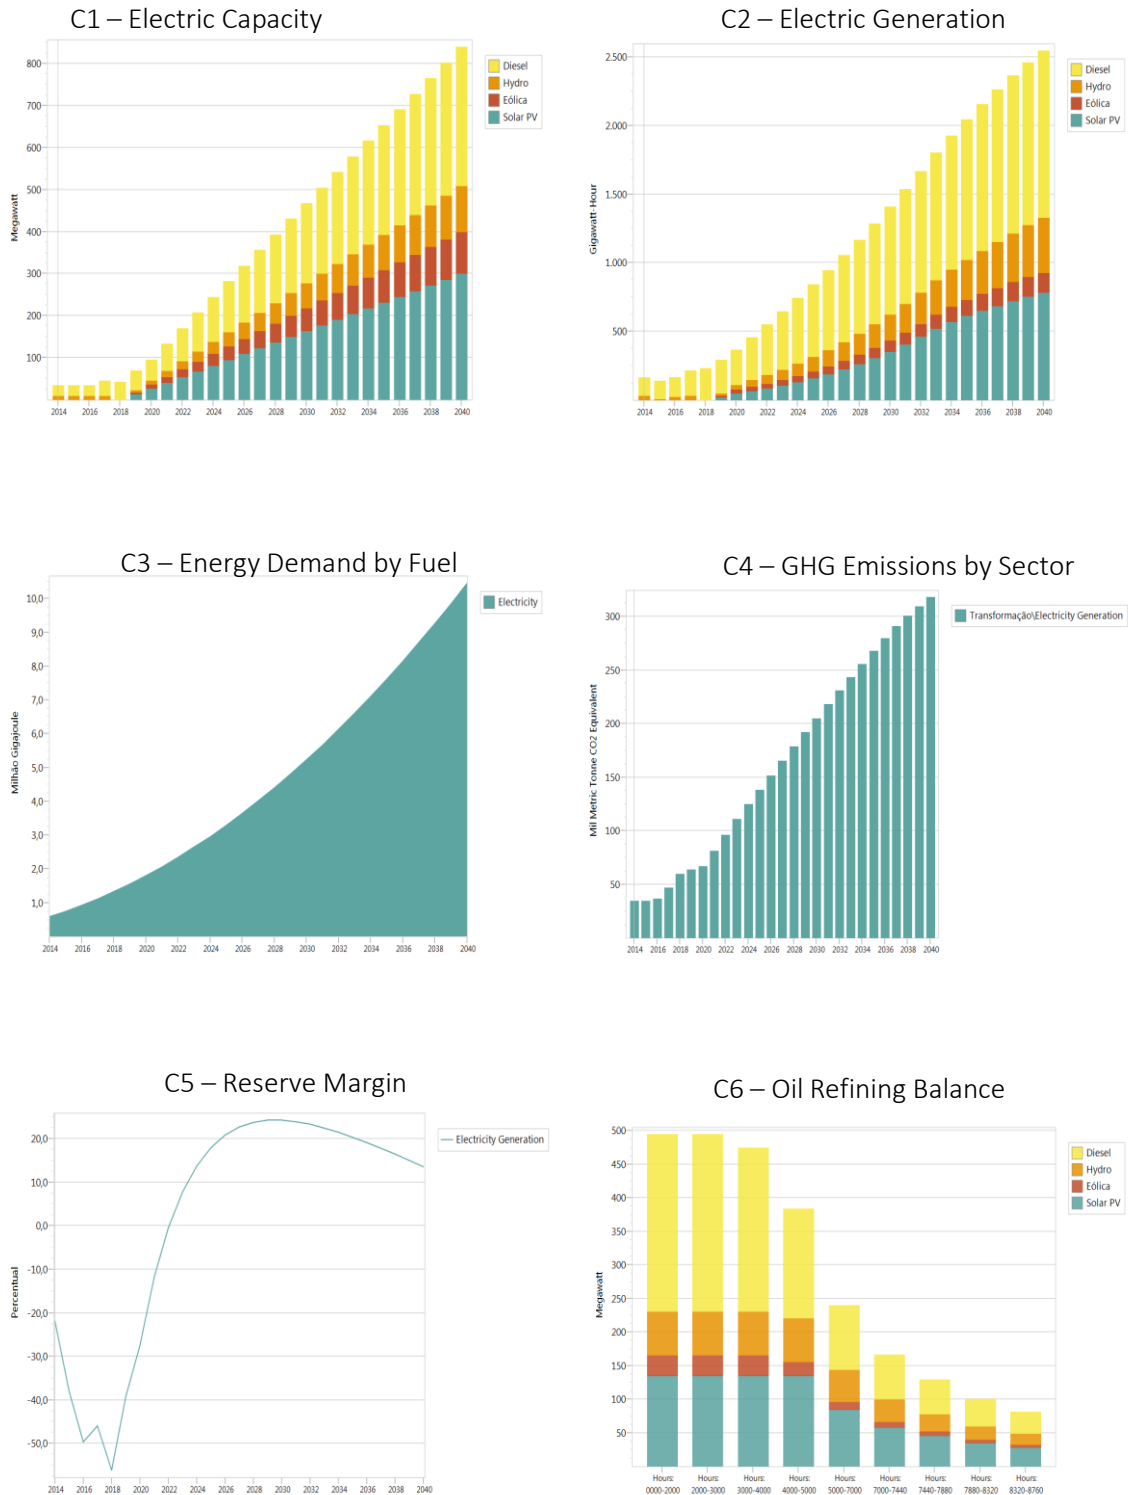 C1 – Electric Capacity
800
700
600
500
400
300
200
100
Megawatt
2014 2016 2018 2020 2022 2024 2026 2028 2030 2032 2034 2036 2038 2040
Diesel
Hydro
Eólica
Solar PV
C2 – Electric Generation
2.500
2.000
1.500
1.000
500
Gigawatt-Hour
2014 2016 2018 2020 2022 2024 2026 2028 2030 2032 2034 2036 2038 2040
Diesel
Hydro
Eólica
Solar PV
C3 – Energy Demand by Fuel
10,0
9,0
8,0
7,0
6,0
5,0
4,0
3,0
2,0
1,0
Milhão Gigajoule
2014 2016 2018 2020 2022 2024 2026 2028 2030 2032 2034 2036 2038 2040
Electricity
C4 – GHG Emissions by Sector
300
250
200
150
100
50
Mil Metric Tonne CO2 Equivalent
2014 2016 2018 2020 2022 2024 2026 2028 2030 2032 2034 2036 2038 2040
Transformação\Electricity Generation
C5 – Reserve Margin
20,0
10,0
0,0
-10,0
-20,0
-30,0
-40,0
-50,0
Percentual
2014 2016 2018 2020 2022 2024 2026 2028 2030 2032 2034 2036 2038 2040
Electricity Generation
C6 – Oil Refining Balance
500
450
400
350
300
250
200
150
100
50
Megawatt
Hours: Hours: Hours: Hours: Hours: Hours: Hours: Hours: Hours:
0000-2000 2000-3000 3000-4000 4000-5000 5000-7000 7000-7440 7440-7880 7880-8320 8320-8760
Diesel
Hydro
Eólica
Solar PV